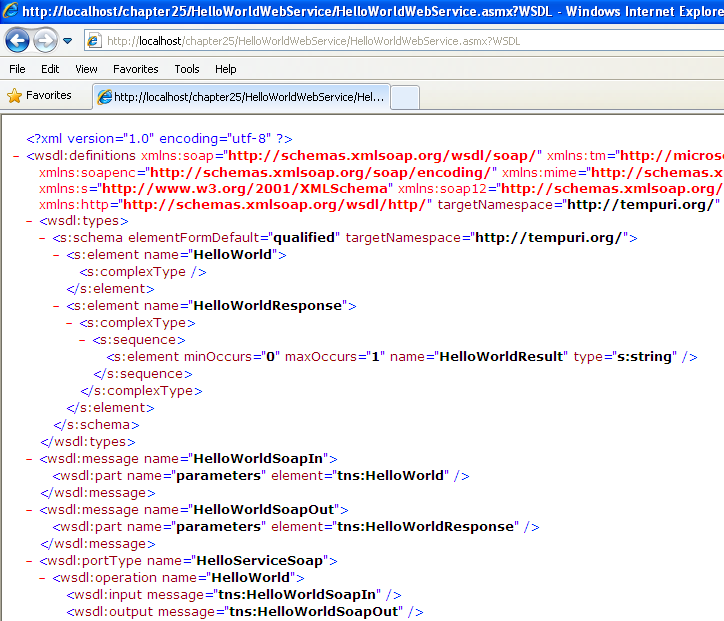 http://localhost/chapter25/HelloWorldWebService/HelloWorldWebService.asmx?WSDL - Windows Internet Explore
http://localhost/chapter25/HelloWorldWebService/HelloWorldWebService.asmx?WSDL
File Edit View Favorites Tools Help
Favorites http://localhost/chapter25/HelloWorldWebService/Hel...
<?xml version="1.0" encoding="utf-8" ?>
- <wsdl:definitions xmlns:soap="http://schemas.xmlsoap.org/wsdl/soap/" xmlns:tm="http://micros
xmlns:soapenc="http://schemas.xmlsoap.org/soap/encoding/" xmlns:mime="http://schemas.x
xmlns:s="http://www.w3.org/2001/XMLSchema" xmlns:soap12="http://schemas.xmlsoap.org/
xmlns:http="http://schemas.xmlsoap.org/wsdl/http/" targetNamespace="http://tempuri.org/"
- <wsdl:types>
- <s:schema elementFormDefault="qualified" targetNamespace="http://tempuri.org/">
- <s:element name="HelloWorld">
<s:complexType />
</s:element>
- <s:element name="HelloWorldResponse">
- <s:complexType>
- <s:sequence>
<s:element minOccurs="0" maxOccurs="1" name="HelloWorldResult" type="s:string" />
</s:sequence>
</s:complexType>
</s:element>
</s:schema>
</wsdl:types>
- <wsdl:message name="HelloWorldSoapIn">
<wsdl:part name="parameters" element="tns:HelloWorld" />
</wsdl:message>
- <wsdl:message name="HelloWorldSoapOut">
<wsdl:part name="parameters" element="tns:HelloWorldResponse" />
</wsdl:message>
- <wsdl:portType name="HelloServiceSoap">
- <wsdl:operation name="HelloWorld">
<wsdl:input message="tns:HelloWorldSoapIn" />
<wsdl:output message="tns:HelloWorldSoapOut" />